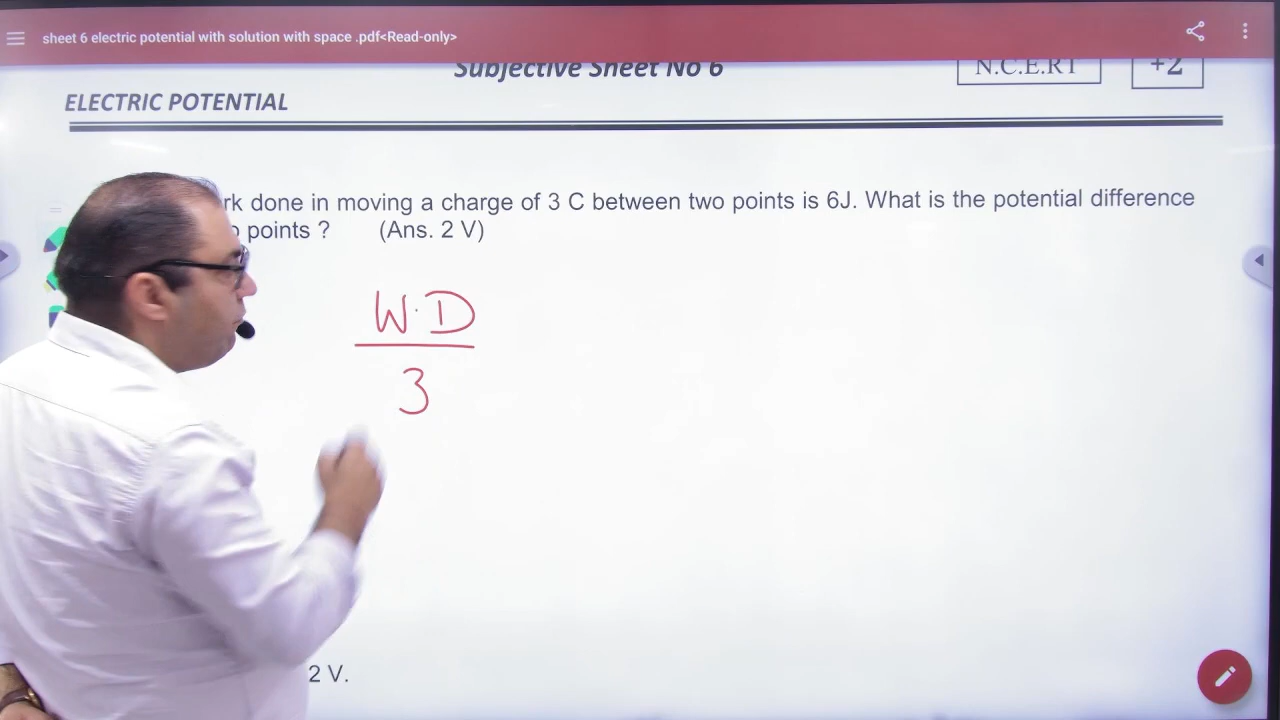 sheet 6 electric potential with solution with space .pdf<Read-only>
Subjective Sheet No 6
N.C.E.RT
+2
ELECTRIC POTENTIAL
done in moving a charge of 3 C between two points is 6J. What is the potential difference
points ? (Ans. 2 V)
W.D
3
2 V.